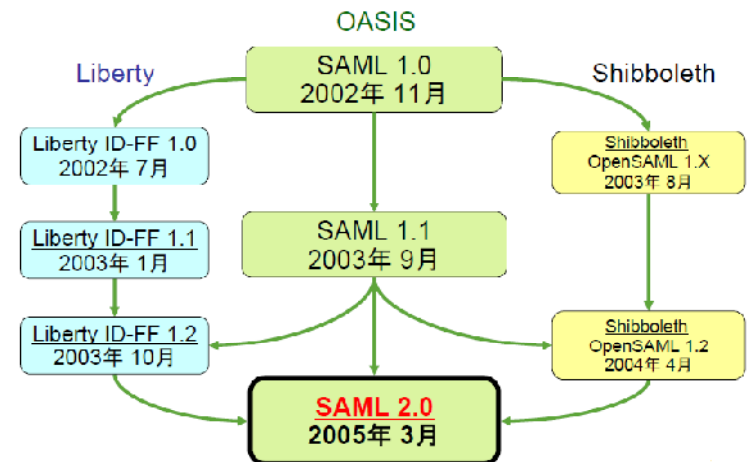 OASIS
Liberty
Shibboleth
SAML 1.0
2002年 11月
Liberty ID-FF 1.0
2002年 7月
Shibboleth
OpenSAML 1.X
2003年 8月
Liberty ID-FF 1.1
2003年 1月
SAML 1.1
2003年 9月
Liberty ID-FF 1.2
2003年 10月
Shibboleth
OpenSAML 1.2
2004年 4月
SAML 2.0
2005年 3月